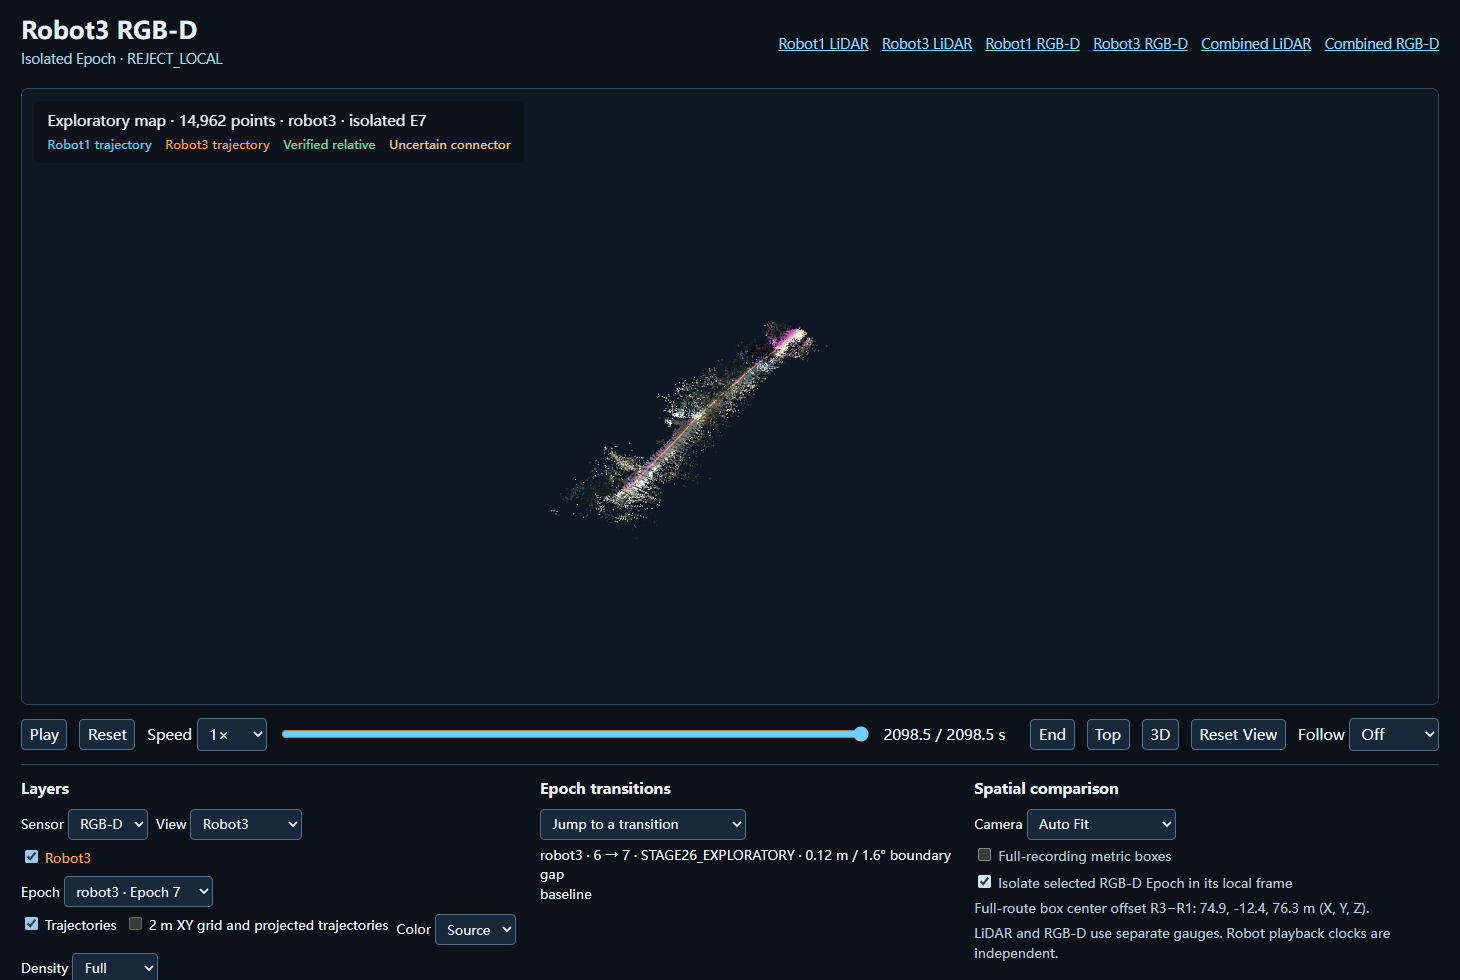 Robot3 RGB-D
Isolated Epoch · REJECT_LOCAL
Robot1 LiDAR Robot3 LiDAR Robot1 RGB-D Robot3 RGB-D Combined LiDAR Combined RGB-D
Exploratory map · 14,962 points · robot3 · isolated E7
Robot1 trajectory Robot3 trajectory Verified relative Uncertain connector
Play Reset Speed 1× 2098.5 / 2098.5 s End Top 3D Reset View Follow Off
Layers
Sensor RGB-D View Robot3
Robot3
Epoch robot3 · Epoch 7
Trajectories 2 m XY grid and projected trajectories Color Source
Density Full
Epoch transitions
Jump to a transition
robot3 · 6 → 7 · STAGE26_EXPLORATORY · 0.12 m / 1.6° boundary
gap
baseline
Spatial comparison
Camera Auto Fit
Full-recording metric boxes
Isolate selected RGB-D Epoch in its local frame
Full-route box center offset R3−R1: 74.9, -12.4, 76.3 m (X, Y, Z).
LiDAR and RGB-D use separate gauges. Robot playback clocks are
independent.